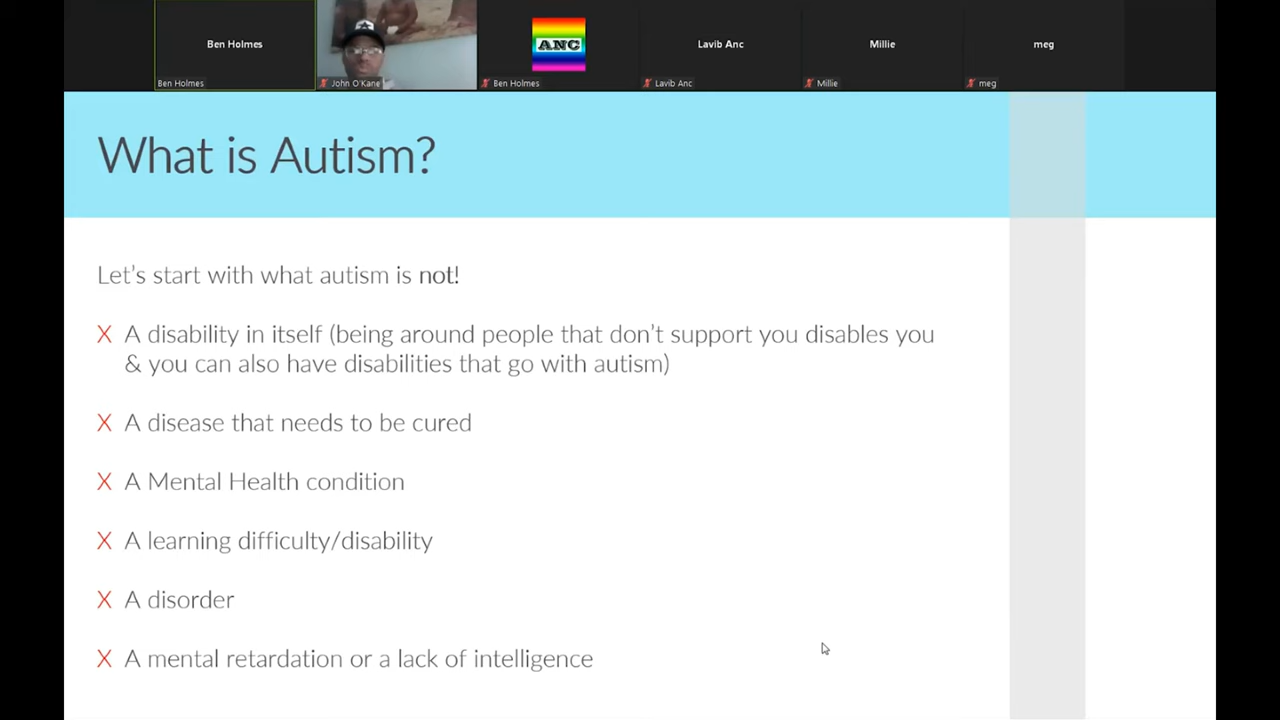 Ben Holmes
Ben Holmes
John O'Kane
ANC
Ben Holmes
Lavib Anc
Lavib Anc
Millie
Millie
meg
meg
What is Autism?
Let's start with what autism is not!
X A disability in itself (being around people that don't support you disables you
& you can also have disabilities that go with autism)
X A disease that needs to be cured
X A Mental Health condition
X A learning difficulty/disability
X A disorder
X A mental retardation or a lack of intelligence